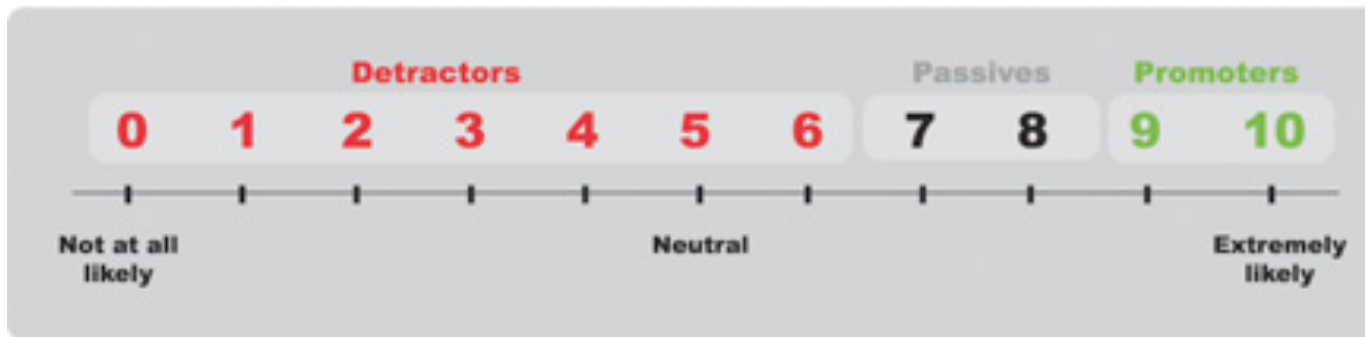 Detractors Passives Promoters
0 1 2 3 4 5 6 7 8 9 10
Not at all
likely
Neutral
Extremely
likely